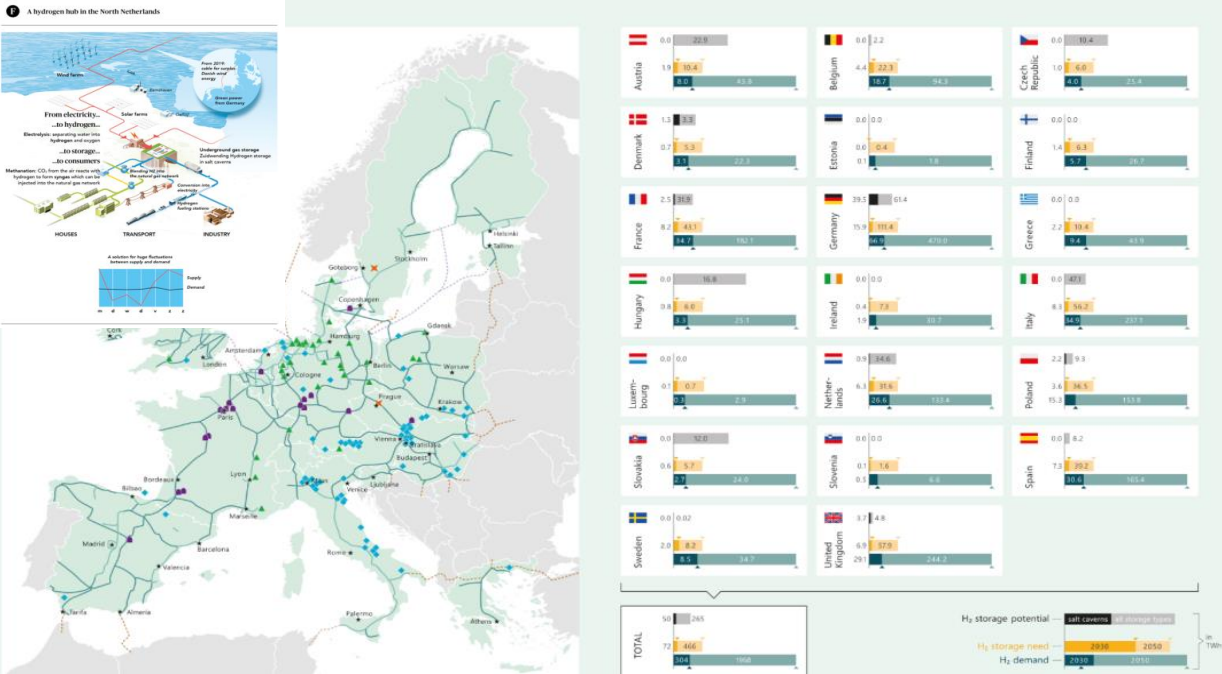 F A hydrogen hub in the North Netherlands
Wind farms
From 2019:
cable for surplus
Danish wind
energy
Green power
from Germany
From electricity...
Solar farms
...to hydrogen...
Electrolysis: separating water into
hydrogen and oxygen
...to storage...
Underground gas storage
Zuidwending Hydrogen storage
in salt caverns
...to consumers
Methanation: CO₂ from the air reacts with
hydrogen to form syngas which can be
injected into the natural gas network
Blending H2 into
the natural gas network
Conversion into
electricity
Hydrogen
fueling stations
HOUSES
TRANSPORT
INDUSTRY
A solution for huge fluctuations
between supply and demand
Supply
Demand
m d w d v z z
Helsinki
Tallinn
Stockholm
Göteborg
Copenhagen
Gdansk
Hamburg
Cork
Amsterdam
London
Berlin
Warsaw
Cologne
Prague
Krakow
Paris
Vienna
Bratislava
Budapest
Lyon
Milan
Ljubljana
Venice
Bordeaux
Bilbao
Marseille
Madrid
Barcelona
Rome
Valencia
Tarifa
Almeria
Palermo
Athens
Austria
0.0 22.9
1.9 10.4
8.0 43.8
Belgium
0.0 2.2
4.4 22.3
18.7 94.3
Czech
Republic
0.0 10.4
1.0 6.0
4.0 25.4
Denmark
1.3 3.3
0.7 5.3
3.1 22.3
Estonia
0.0 0.0
0.0 0.4
0.1 1.8
Finland
0.0 0.0
1.4 6.3
5.7 26.7
France
2.5 31.9
8.2 43.1
34.7 182.1
Germany
39.5 61.4
15.9 111.4
66.9 470.0
Greece
0.0 0.0
2.2 10.4
9.4 43.9
Hungary
0.0 16.8
0.8 6.0
3.3 25.1
Ireland
0.0 0.0
0.4 7.3
1.9 30.7
Italy
0.0 47.1
8.3 56.2
34.9 237.1
Luxem-
bourg
0.0 0.0
0.1 0.7
0.3 2.9
Nether-
lands
0.9 34.6
6.3 31.6
26.6 133.4
Poland
2.2 9.3
3.6 36.5
15.3 153.8
Slovakia
0.0 12.0
0.6 5.7
2.7 24.0
Slovenia
0.0 0.0
0.1 1.6
0.5 6.6
Spain
0.0 8.2
7.3 39.2
30.6 165.4
Sweden
0.0 0.02
2.0 8.2
8.5 34.7
United
Kingdom
3.7 4.8
6.9 57.9
29.1 244.2
TOTAL
50 265
72 466
304 1968
H₂ storage potential salt caverns all storage types
H₂ storage need 2030 2050
H₂ demand 2030 2050
in
TWh